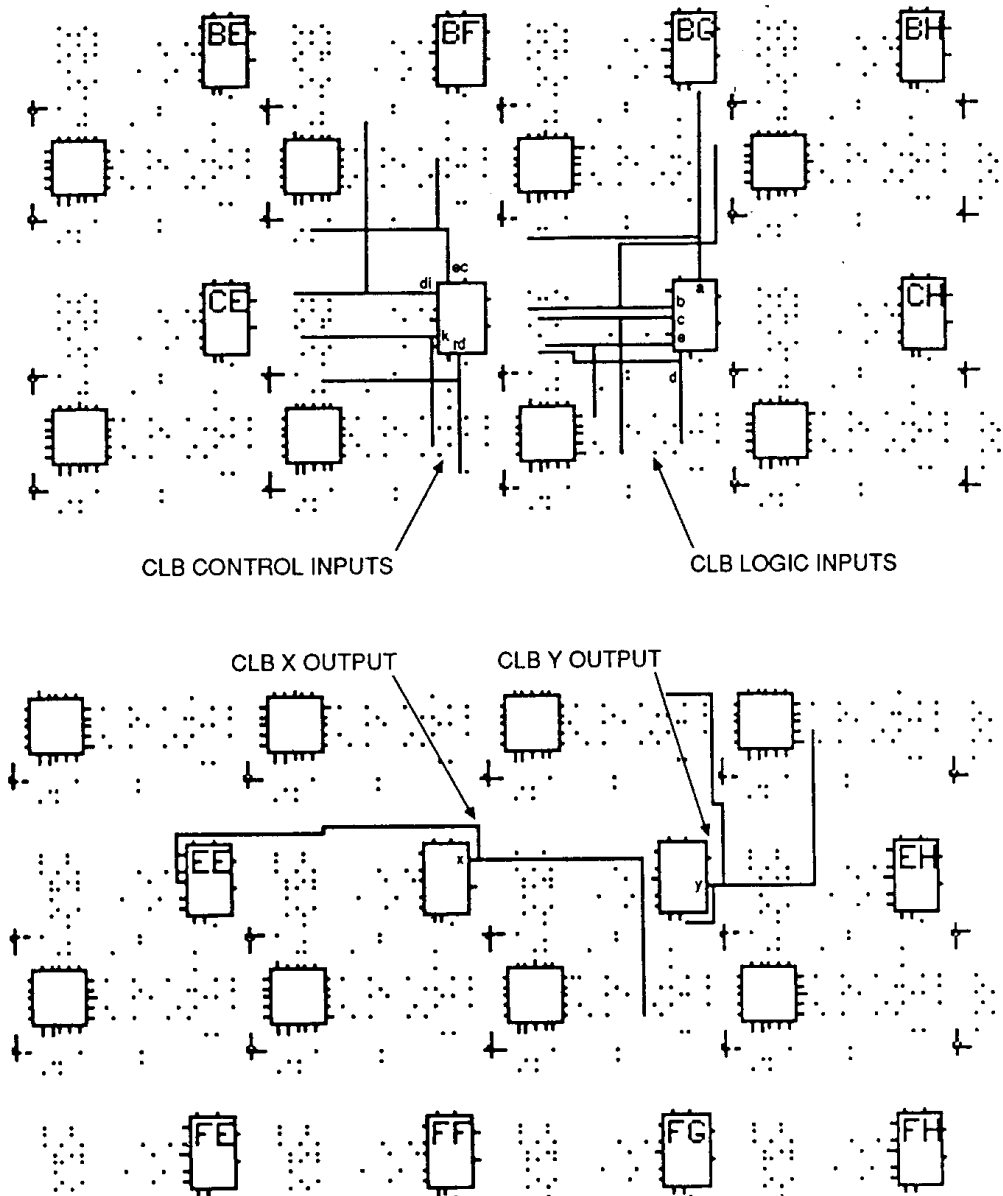 BE BF BG BH
ec
di
a
b
c
CE CH
k
e
rd
d
CLB CONTROL INPUTS CLB LOGIC INPUTS
CLB X OUTPUT CLB Y OUTPUT
EE x EH
y
FE FF FG FH